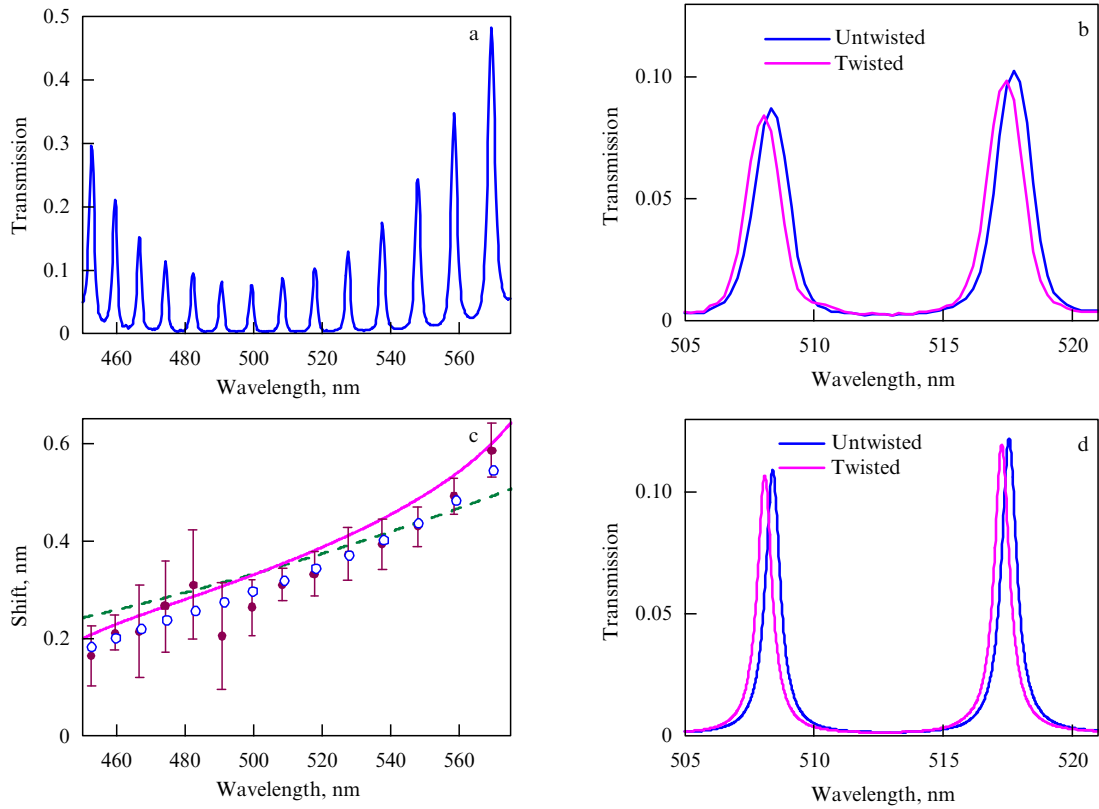 a
0.5
0.4
0.3
0.2
0.1
0
Transmission
460 480 500 520 540 560
Wavelength, nm
b
Untwisted
Twisted
0.10
0.05
0
Transmission
505 510 515 520
Wavelength, nm
c
0.6
0.4
0.2
0
Shift, nm
460 480 500 520 540 560
Wavelength, nm
d
Untwisted
Twisted
0.10
0.05
0
Transmission
505 510 515 520
Wavelength, nm